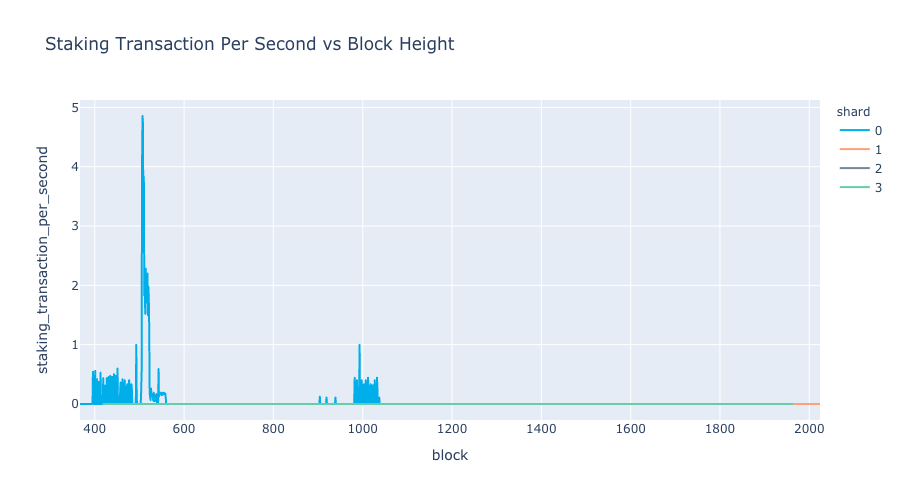 Staking Transaction Per Second vs Block Height
staking_transaction_per_second
5
4
3
2
1
0
400 600 800 1000 1200 1400 1600 1800 2000
block
shard
0
1
2
3